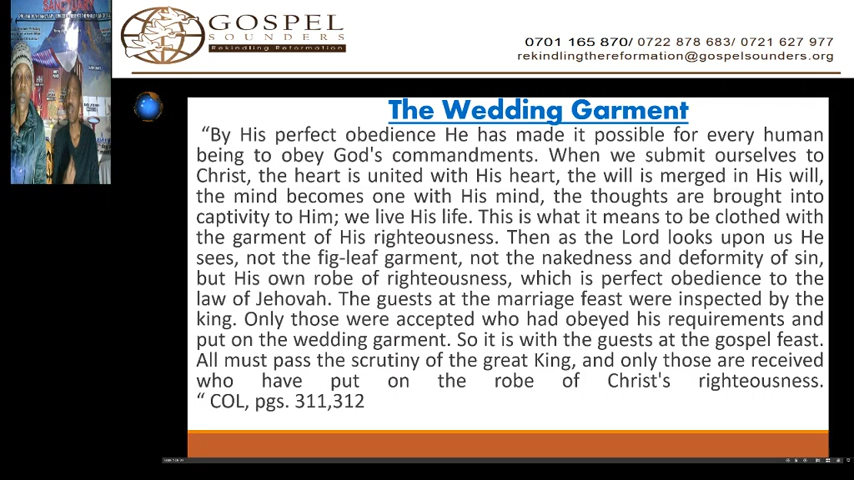 SANCTUARY
GOSPEL
SOUNDERS
Rekindling Reformation
0701 165 870/ 0722 878 683/ 0721 627 977
rekindlingthereformation@gospelsounders.org
The Wedding Garment
“By His perfect obedience He has made it possible for every human
being to obey God's commandments. When we submit ourselves to
Christ, the heart is united with His heart, the will is merged in His will,
the mind becomes one with His mind, the thoughts are brought into
captivity to Him; we live His life. This is what it means to be clothed with
the garment of His righteousness. Then as the Lord looks upon us He
sees, not the fig-leaf garment, not the nakedness and deformity of sin,
but His own robe of righteousness, which is perfect obedience to the
law of Jehovah. The guests at the marriage feast were inspected by the
king. Only those were accepted who had obeyed his requirements and
put on the wedding garment. So it is with the guests at the gospel feast.
All must pass the scrutiny of the great King, and only those are received
who have put on the robe of Christ's righteousness.
“ COL, pgs. 311,312